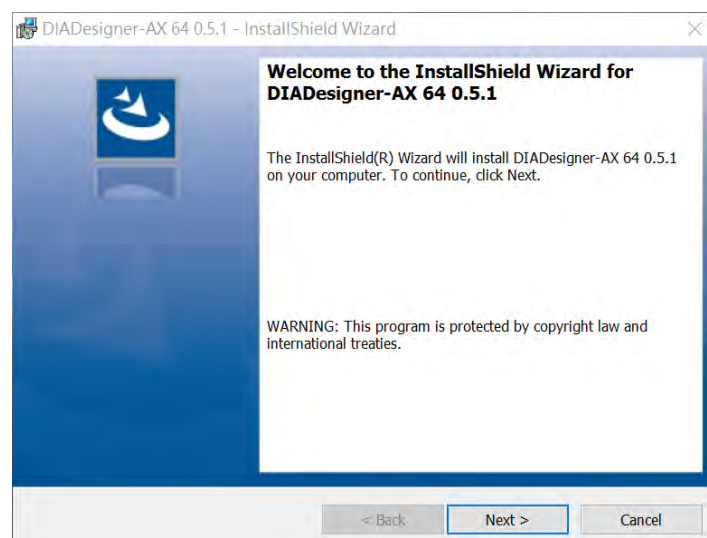 DIADesigner-AX 64 0.5.1 - InstallShield Wizard
Welcome to the InstallShield Wizard for
DIADesigner-AX 64 0.5.1
The InstallShield(R) Wizard will install DIADesigner-AX 64 0.5.1
on your computer. To continue, click Next.
WARNING: This program is protected by copyright law and
international treaties.
< Back Next > Cancel